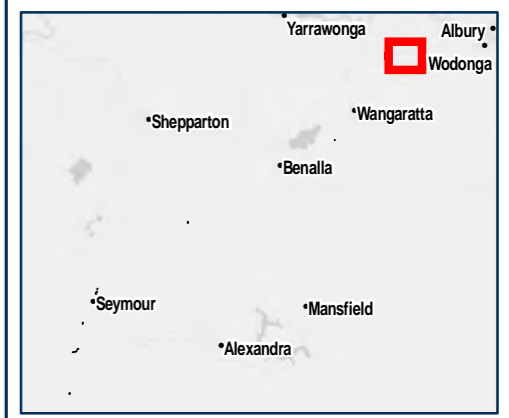 Yarrawonga
Albury
Wodonga
Wangaratta
Shepparton
Benalla
Seymour
Mansfield
Alexandra